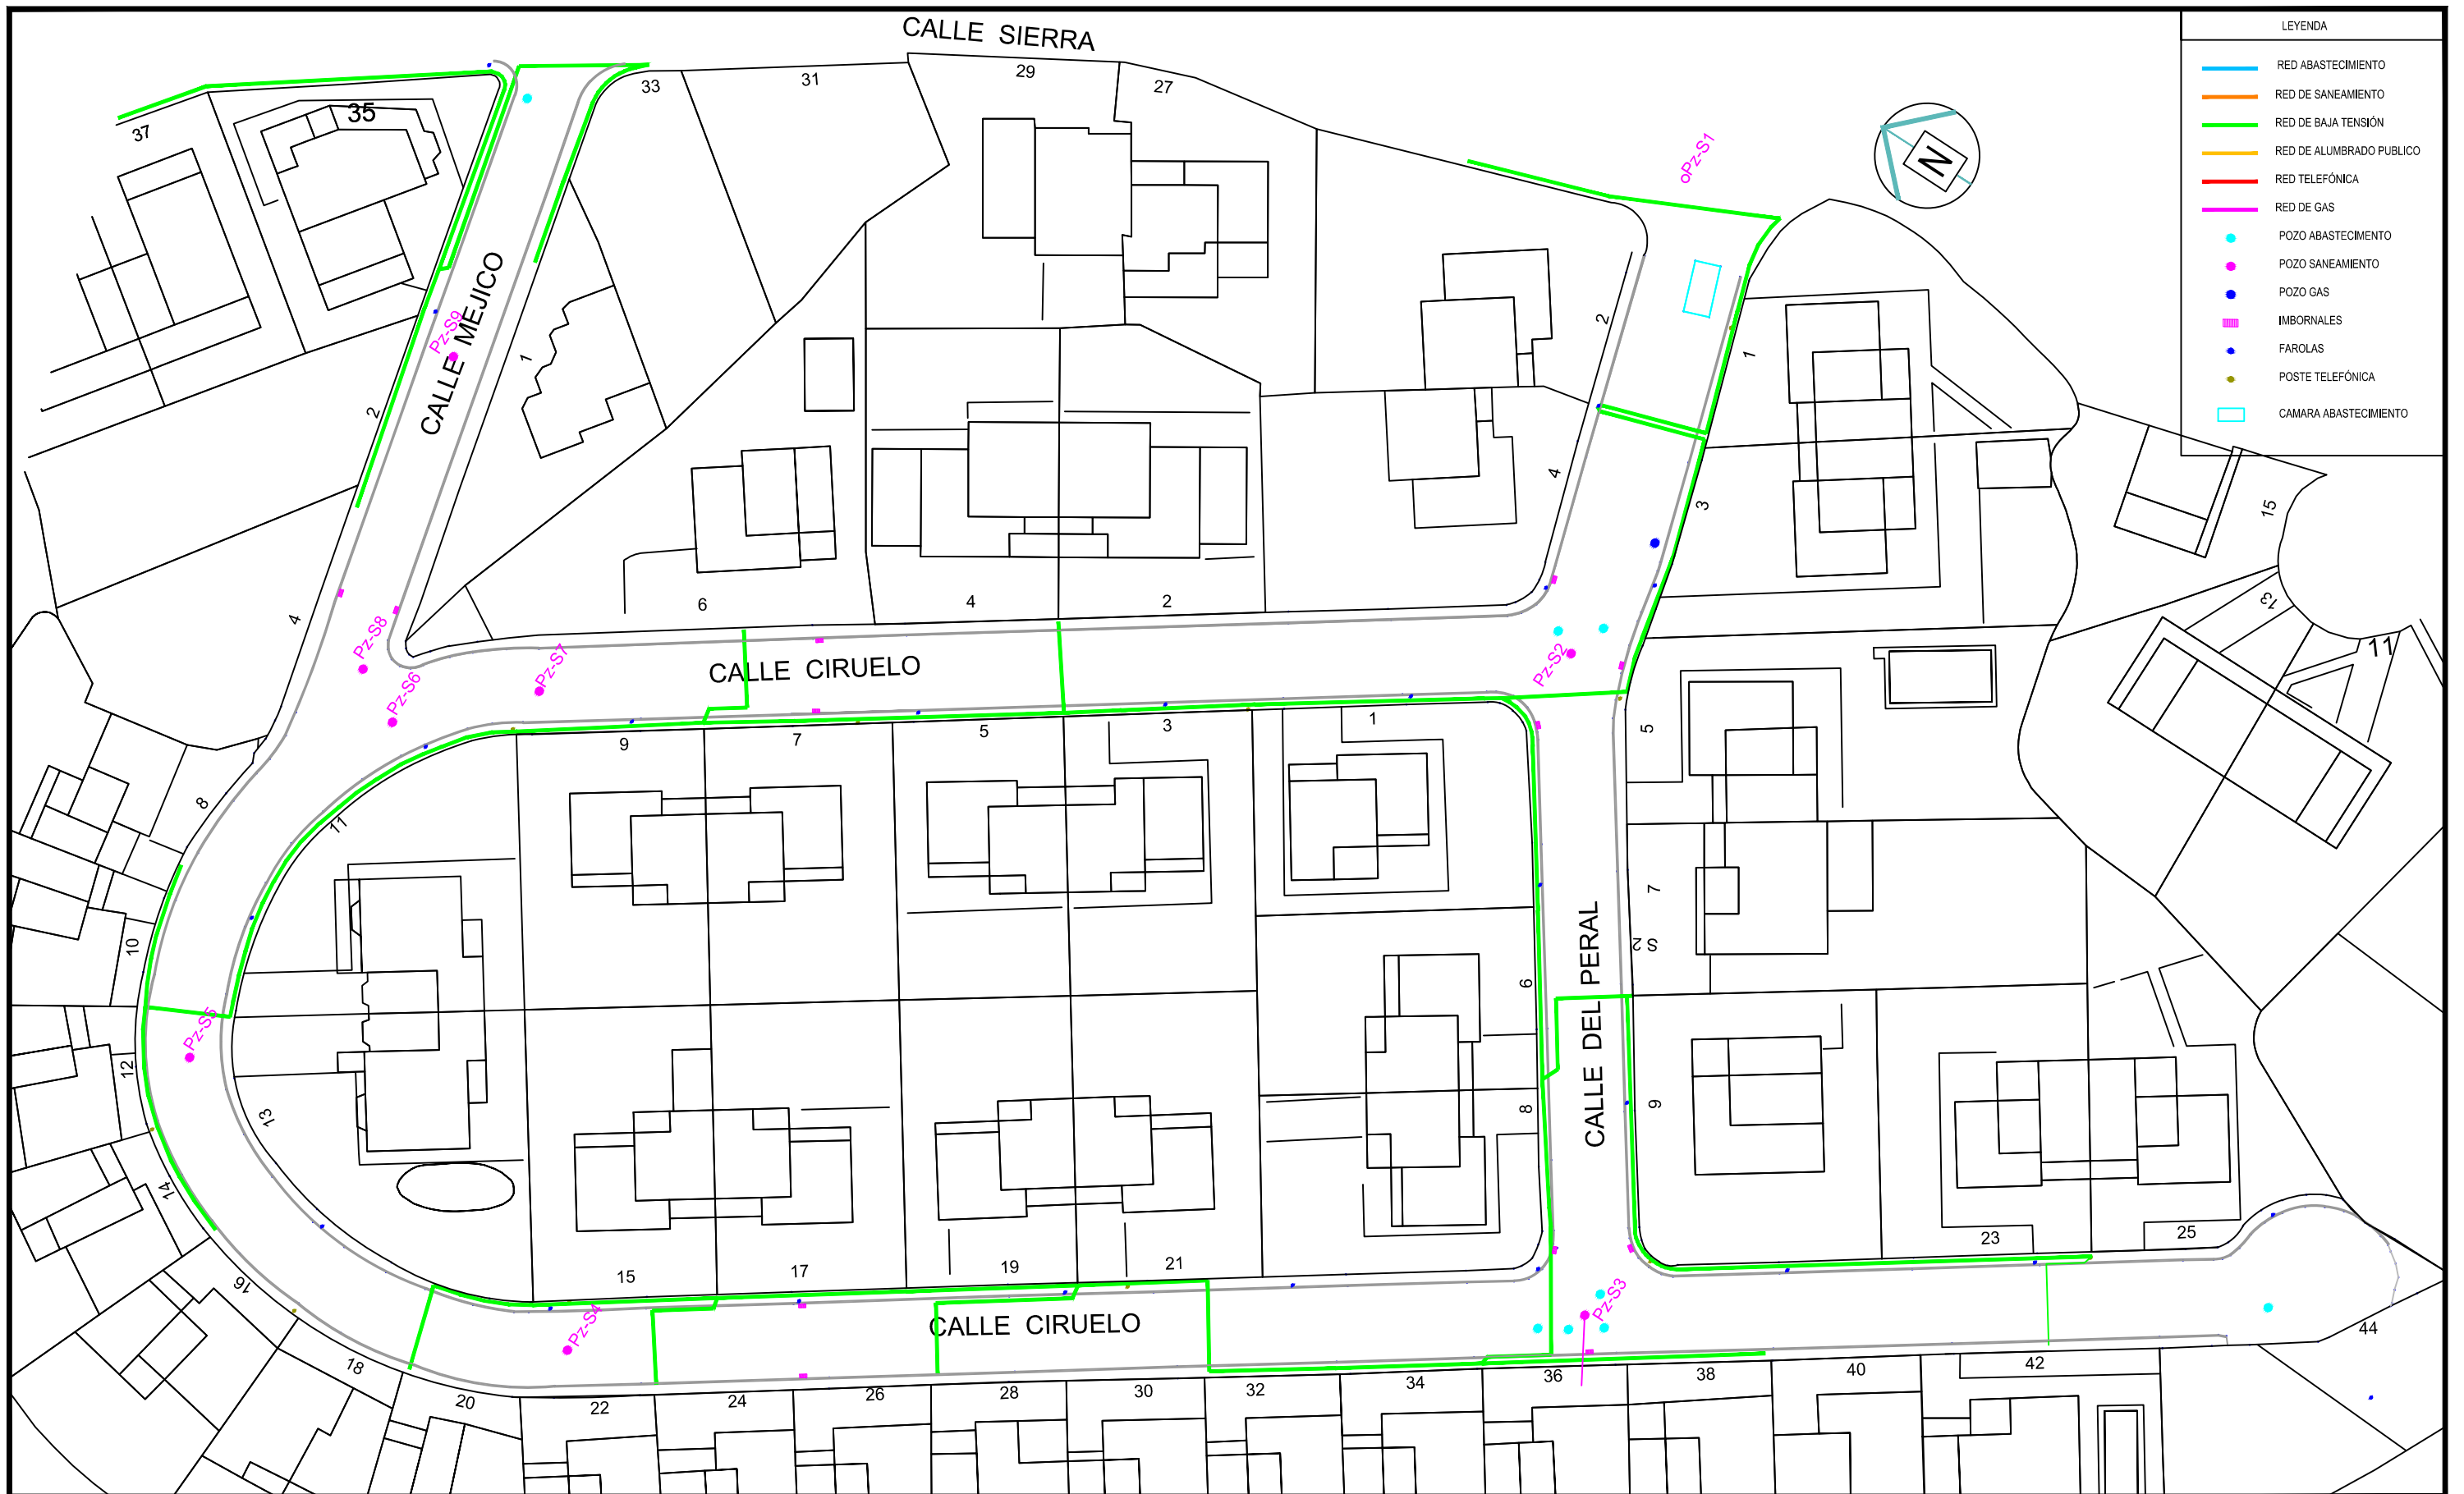 CALLE SIERRA
LEYENDA
RED ABASTECIMIENTO
RED DE SANEAMIENTO
RED DE BAJA TENSIÓN
RED DE ALUMBRADO PUBLICO
RED TELEFÓNICA
RED DE GAS
POZO ABASTECIMENTO
POZO SANEAMIENTO
POZO GAS
IMBORNALES
FAROLAS
POSTE TELEFÓNICA
CAMARA ABASTECIMIENTO
N
37
35
33
31
29
27
Pz-S1
Pz-S9
CALLE MEJICO
2
1
2
1
4
3
15
13
11
4
Pz-S8
Pz-S6
Pz-S7
6
4
2
CALLE CIRUELO
Pz-S2
5
9
7
5
3
1
8
11
7
S 2
10
6
CALLE DEL PERAL
Pz-S5
12
13
8
9
14
16
15
17
19
21
23
25
18
20
Pz-S4
CALLE CIRUELO
Pz-S3
44
22
24
26
28
30
32
34
36
38
40
42